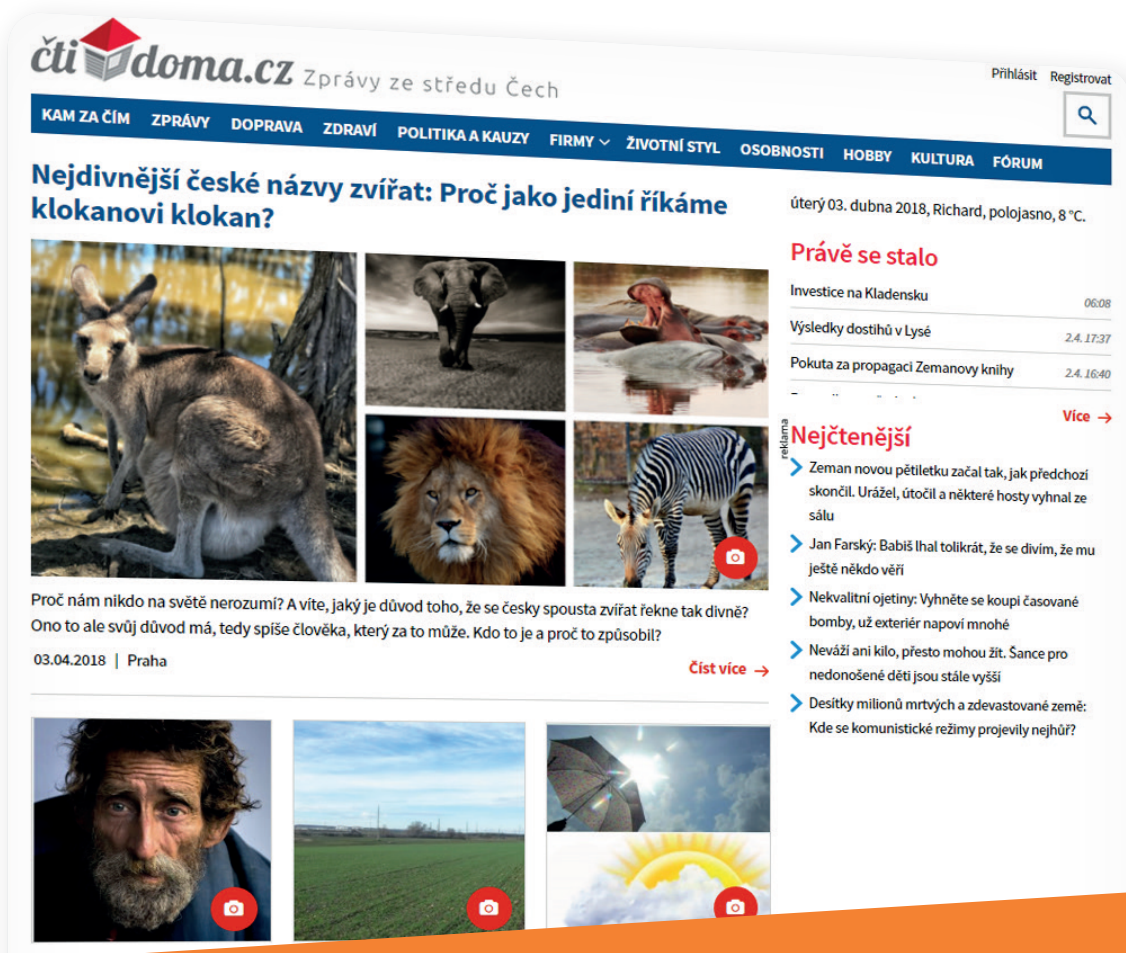 čti doma.cz Zprávy ze středu Čech
Přihlásit Registrovat
KAM ZA ČÍM ZPRÁVY DOPRAVA ZDRAVÍ POLITIKA A KAUZY FIRMY ŽIVOTNÍ STYL OSOBNOSTI HOBBY KULTURA FÓRUM
Nejdivnější české názvy zvířat: Proč jako jediní říkáme
klokanovi klokan?
Proč nám nikdo na světě nerozumí? A víte, jaký je důvod toho, že se česky spousta zvířat řekne tak divně?
Ono to ale svůj důvod má, tedy spíše člověka, který za to může. Kdo to je a proč to způsobil?
03.04.2018 | Praha
Číst více →
úterý 03. dubna 2018, Richard, polojasno, 8 °C.
Právě se stalo
Investice na Kladensku 06:08
Výsledky dostihů v Lysé 2.4. 17:37
Pokuta za propagaci Zemanovy knihy 2.4. 16:40
Více →
reklama
Nejčtenější
Zeman novou pětiletku začal tak, jak předchozí
skončil. Urážel, útočil a některé hosty vyhnal ze
sálu
Jan Farský: Babiš lhal tolikrát, že se divím, že mu
ještě někdo věří
Nekvalitní ojetiny: Vyhněte se koupi časované
bomby, už exteriér napoví mnohé
Neváží ani kilo, přesto mohou žít. Šance pro
nedonošené děti jsou stále vyšší
Desítky milionů mrtvých a zdevastované země:
Kde se komunistické režimy projevily nejhůř?